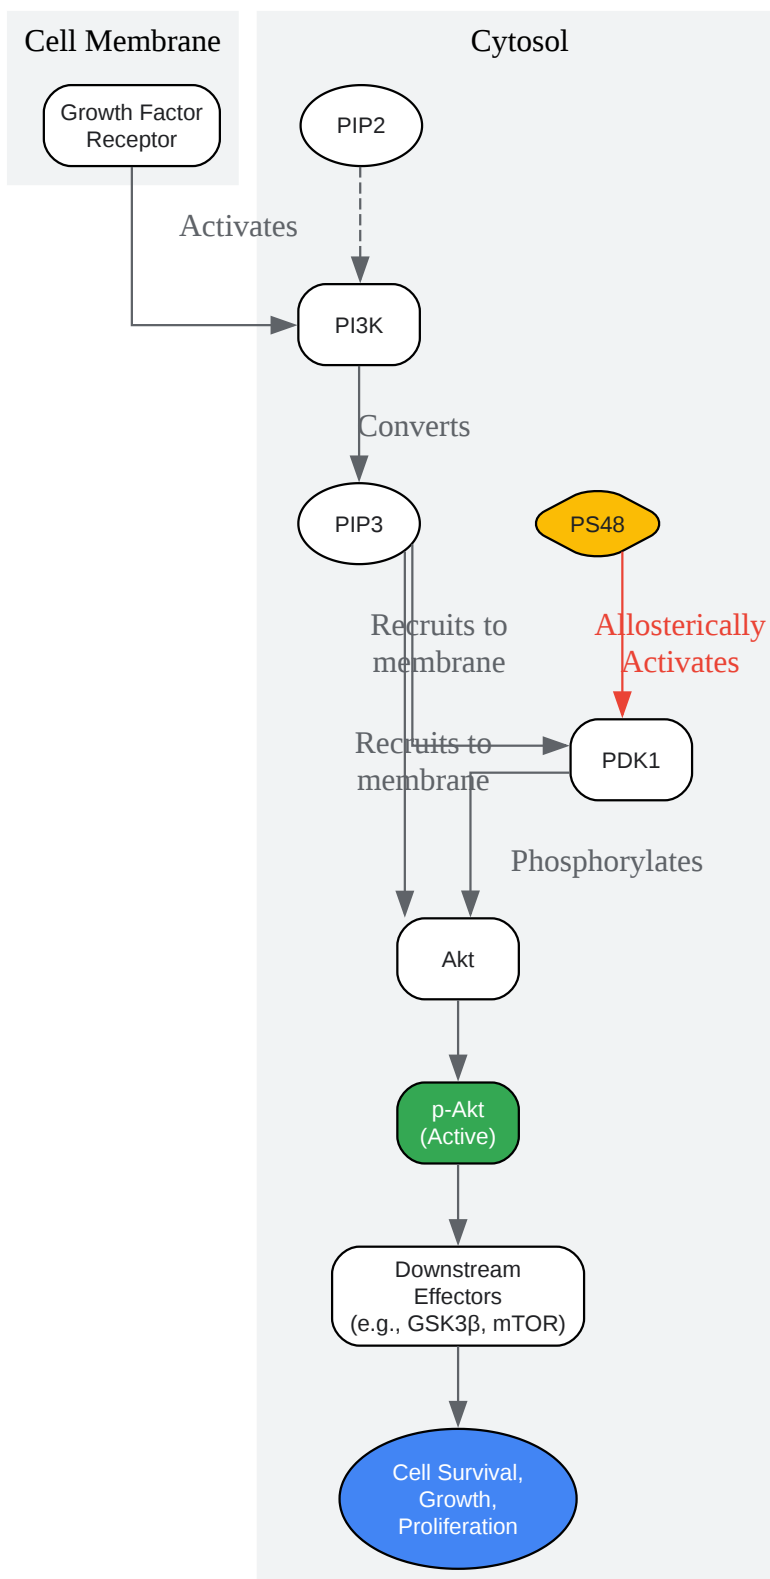 Cell Membrane
Cytosol
Growth Factor
Receptor
PIP2
Activates
PI3K
Converts
PIP3
PS48
Recruits to
membrane
Allosterically
Activates
Recruits to
membrane
PDK1
Phosphorylates
Akt
p-Akt
(Active)
Downstream
Effectors
(e.g., GSK3β, mTOR)
Cell Survival,
Growth,
Proliferation